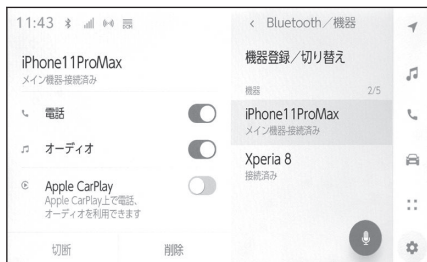 11:43
iPhone11ProMax
メイン機器-接続済み
電話
オーディオ
Apple CarPlay
Apple CarPlay上で電話、
オーディオを利用できます
切断
削除
< Bluetooth／機器
機器登録／切り替え
機器 2/5
iPhone11ProMax
メイン機器-接続済み
Xperia 8
接続済み